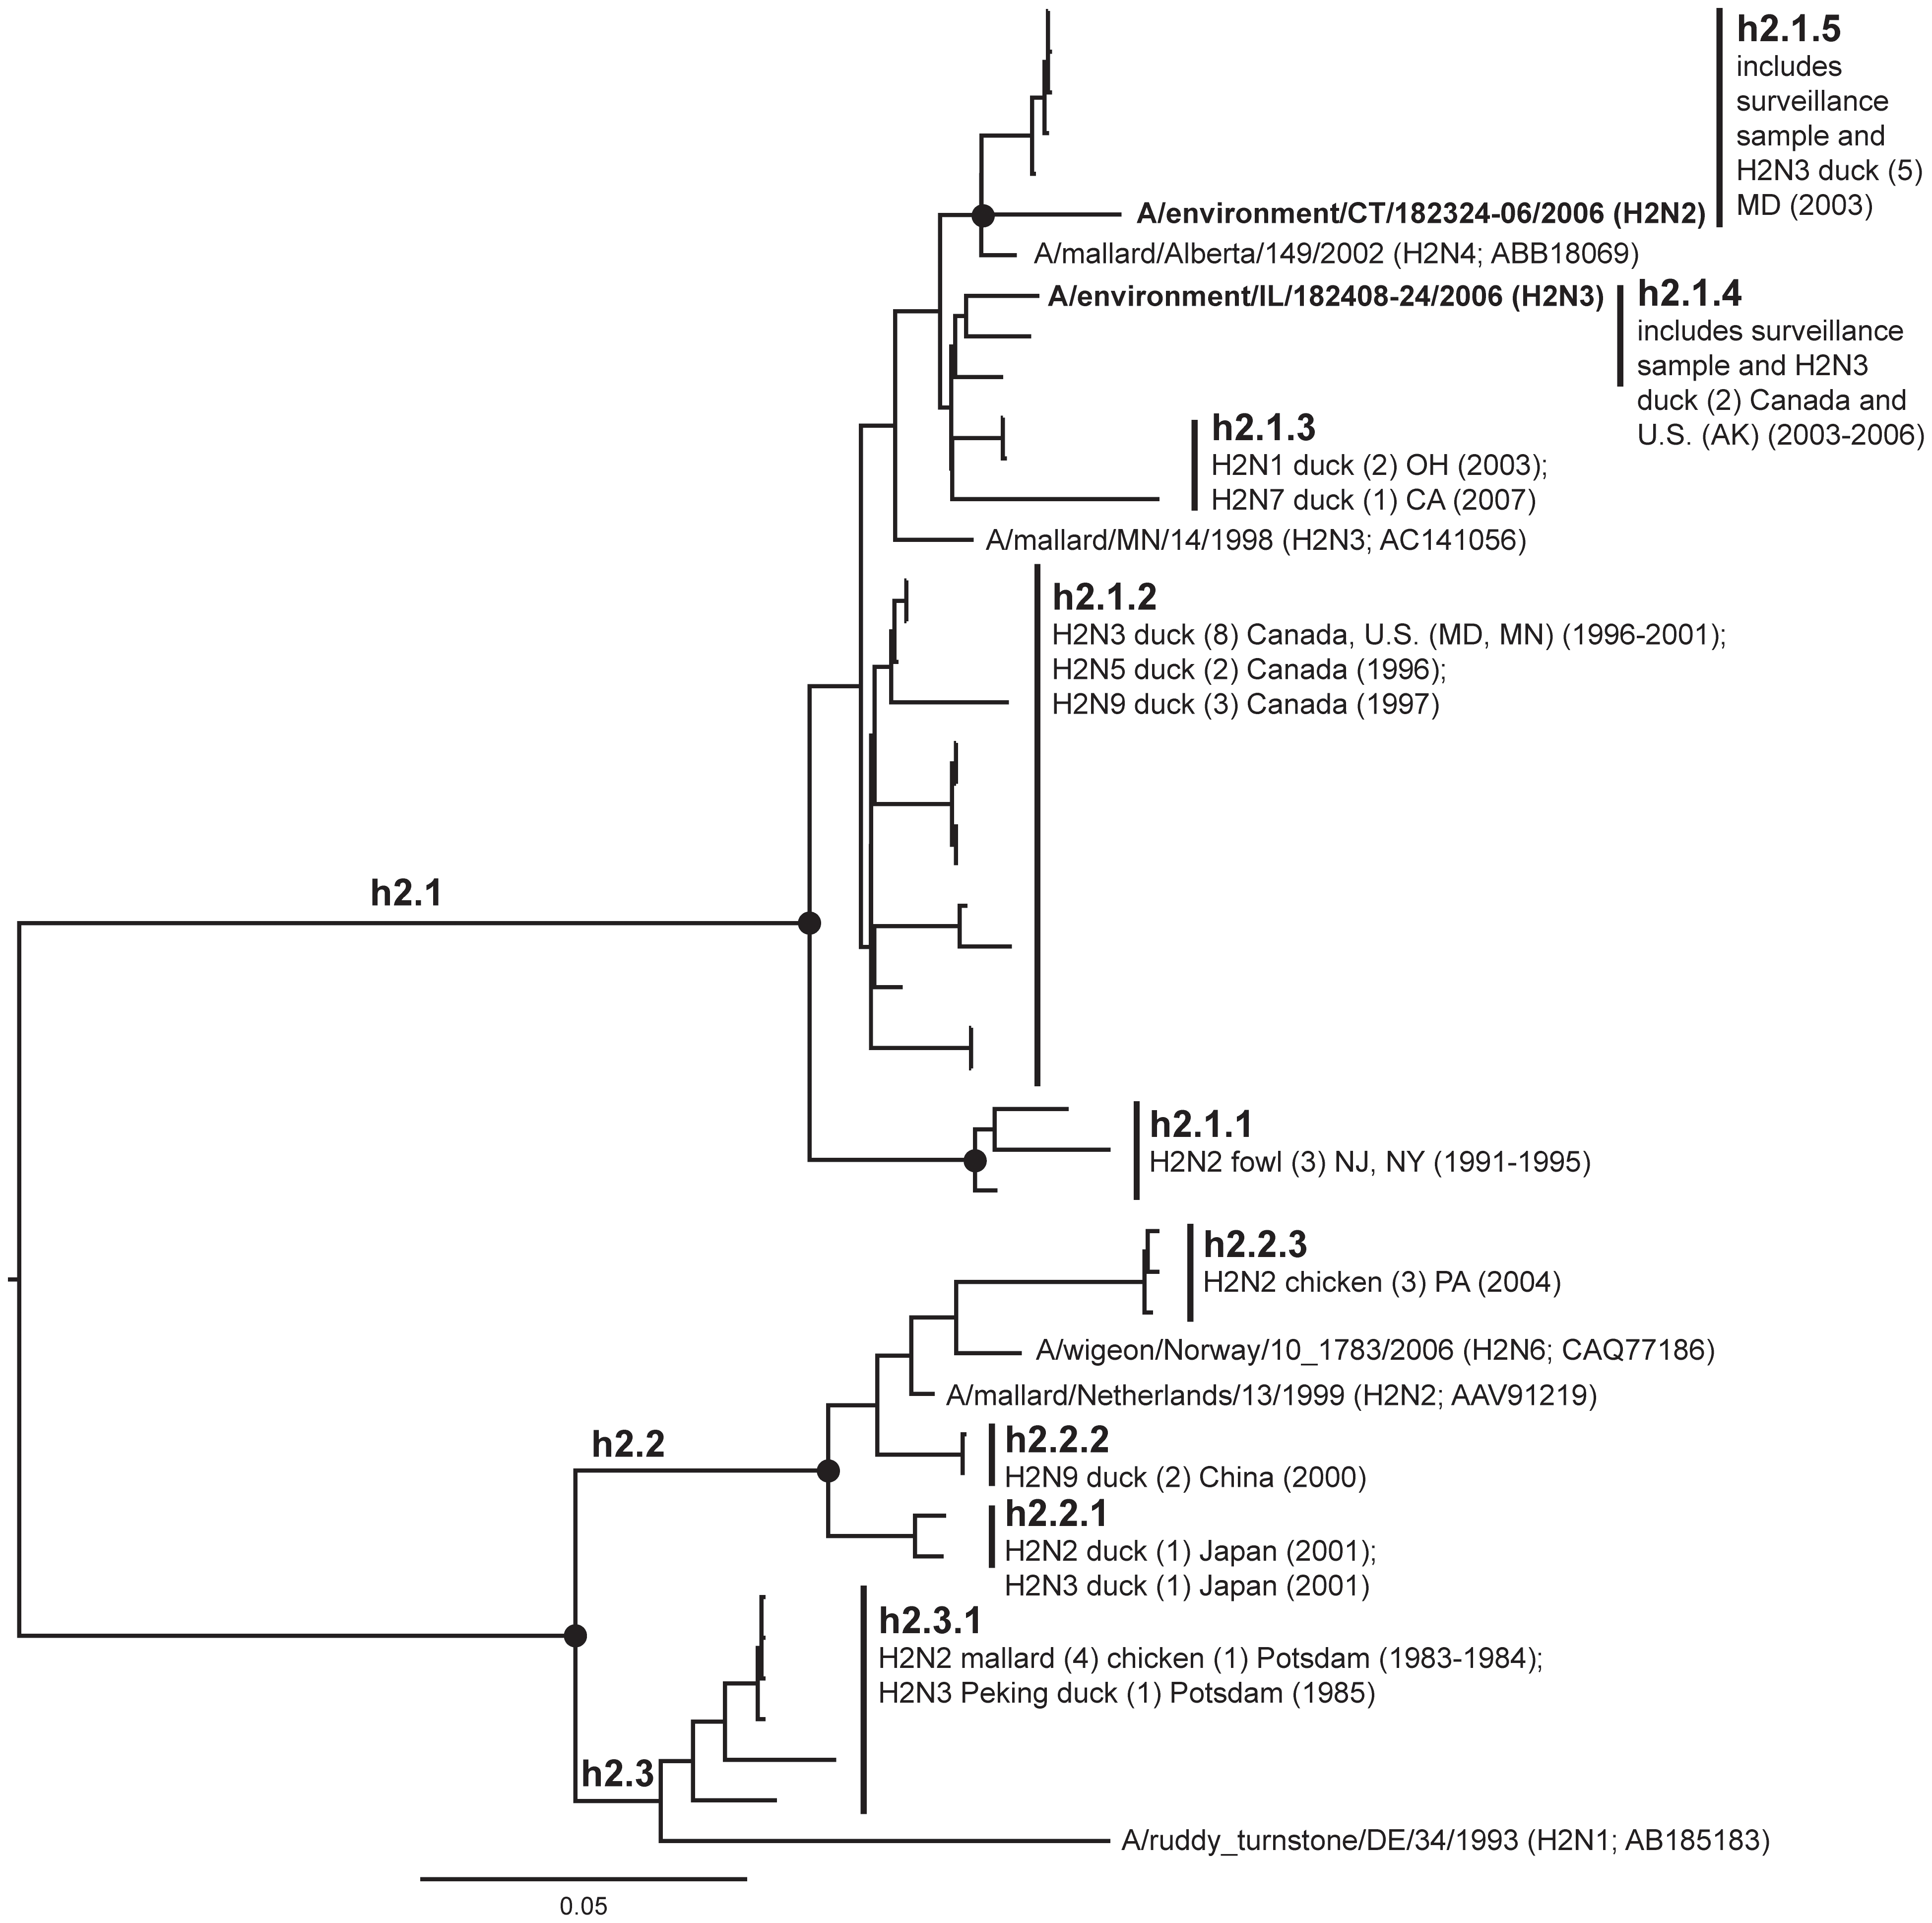 h2.1.5
includes
surveillance
sample and
H2N3 duck (5)
MD (2003)
A/environment/CT/182324-06/2006 (H2N2)
A/mallard/Alberta/149/2002 (H2N4; ABB18069)
A/environment/IL/182408-24/2006 (H2N3)
h2.1.4
includes surveillance
sample and H2N3
duck (2) Canada and
U.S. (AK) (2003-2006)
h2.1.3
H2N1 duck (2) OH (2003);
H2N7 duck (1) CA (2007)
A/mallard/MN/14/1998 (H2N3; AC141056)
h2.1.2
H2N3 duck (8) Canada, U.S. (MD, MN) (1996-2001);
H2N5 duck (2) Canada (1996);
H2N9 duck (3) Canada (1997)
h2.1
h2.1.1
H2N2 fowl (3) NJ, NY (1991-1995)
h2.2.3
H2N2 chicken (3) PA (2004)
A/wigeon/Norway/10_1783/2006 (H2N6; CAQ77186)
A/mallard/Netherlands/13/1999 (H2N2; AAV91219)
h2.2
h2.2.2
H2N9 duck (2) China (2000)
h2.2.1
H2N2 duck (1) Japan (2001);
H2N3 duck (1) Japan (2001)
h2.3.1
H2N2 mallard (4) chicken (1) Potsdam (1983-1984);
H2N3 Peking duck (1) Potsdam (1985)
h2.3
A/ruddy_turnstone/DE/34/1993 (H2N1; AB185183)
0.05